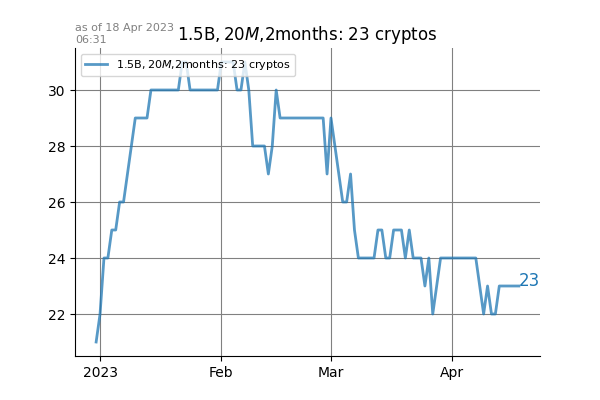 as of 18 Apr 2023
06:31
1.5B, 20M,2months: 23 cryptos
1.5B, 20M,2months: 23 cryptos
30
28
26
24
22
23
2023
Feb
Mar
Apr